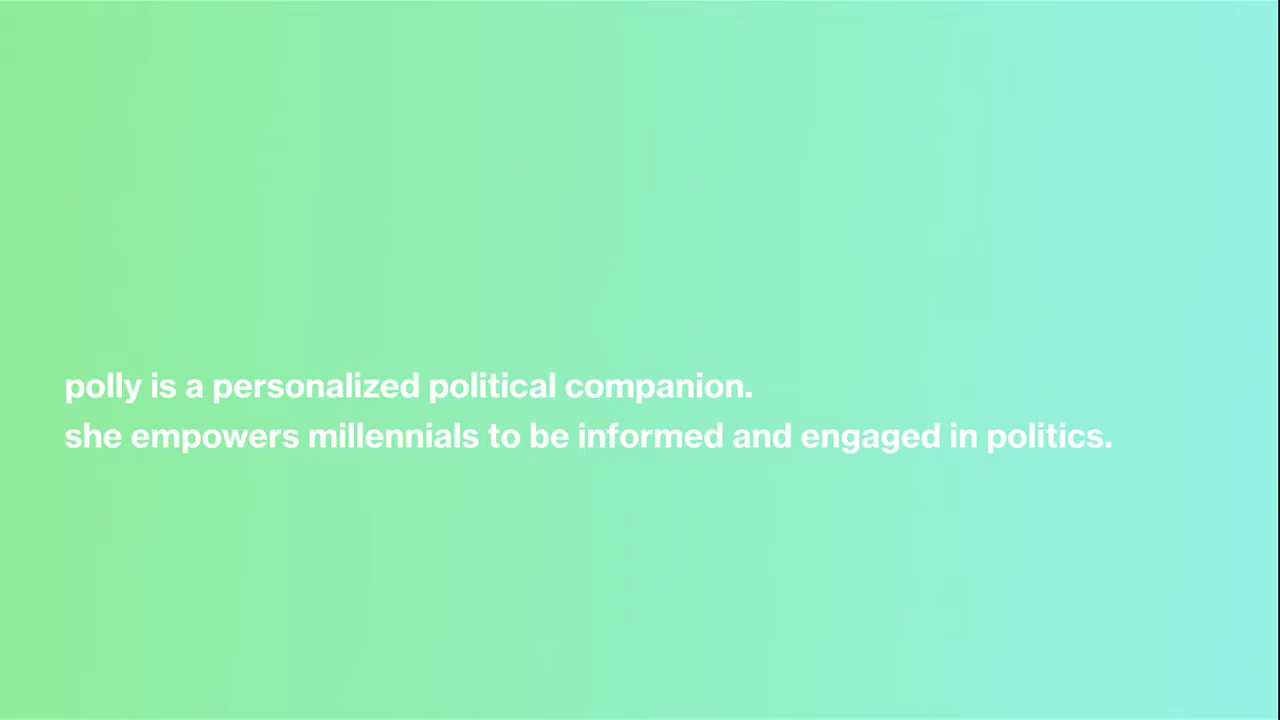 polly is a personalized political companion.
she empowers millennials to be informed and engaged in politics.